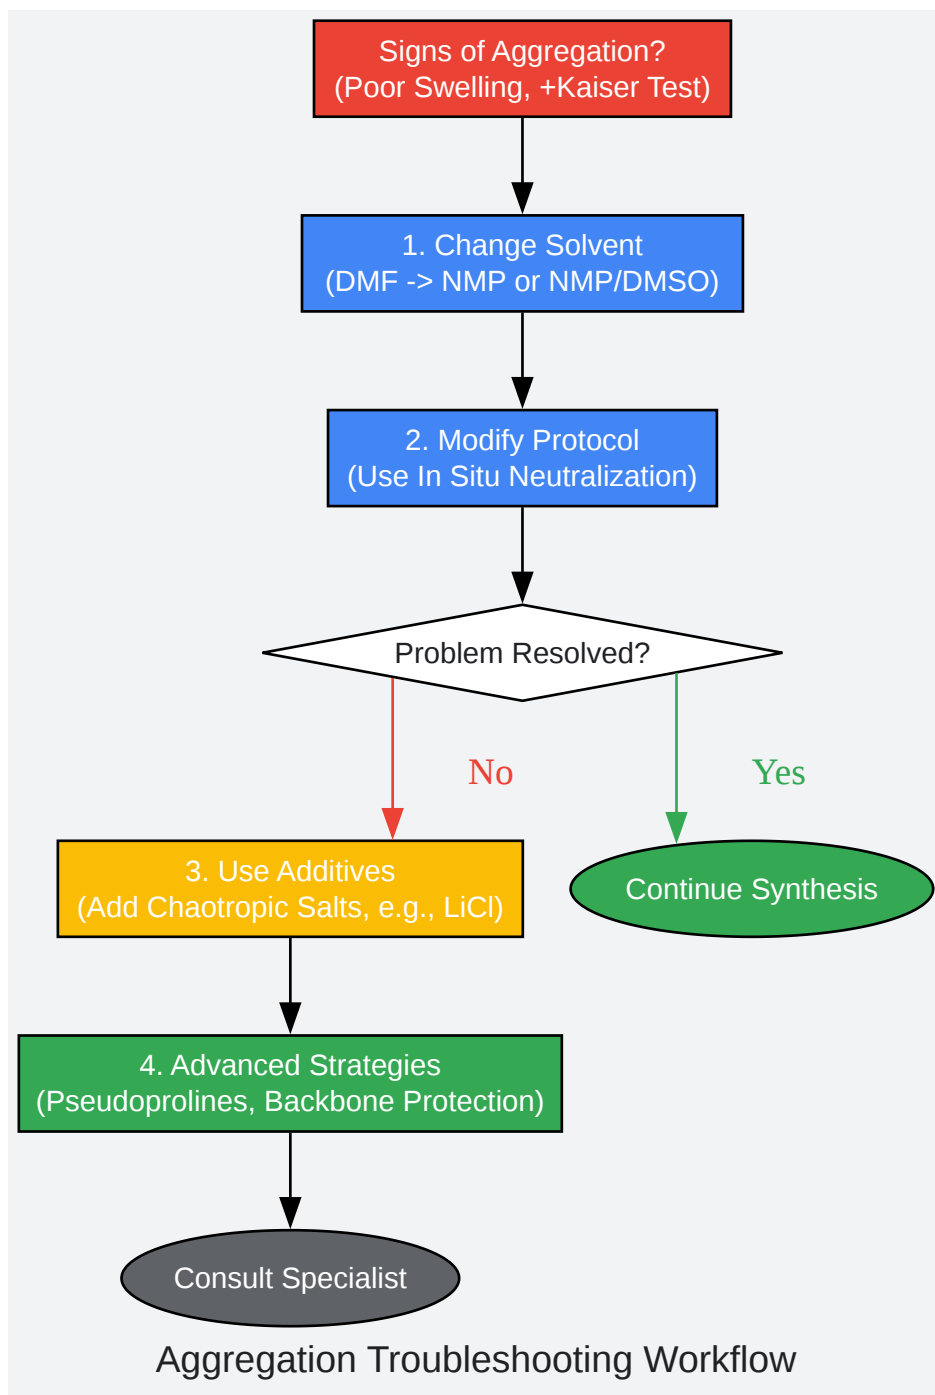 Signs of Aggregation?
(Poor Swelling, +Kaiser Test)
1. Change Solvent
(DMF -> NMP or NMP/DMSO)
2. Modify Protocol
(Use In Situ Neutralization)
Problem Resolved?
No
Yes
3. Use Additives
(Add Chaotropic Salts, e.g., LiCl)
Continue Synthesis
4. Advanced Strategies
(Pseudoprolines, Backbone Protection)
Consult Specialist
Aggregation Troubleshooting Workflow